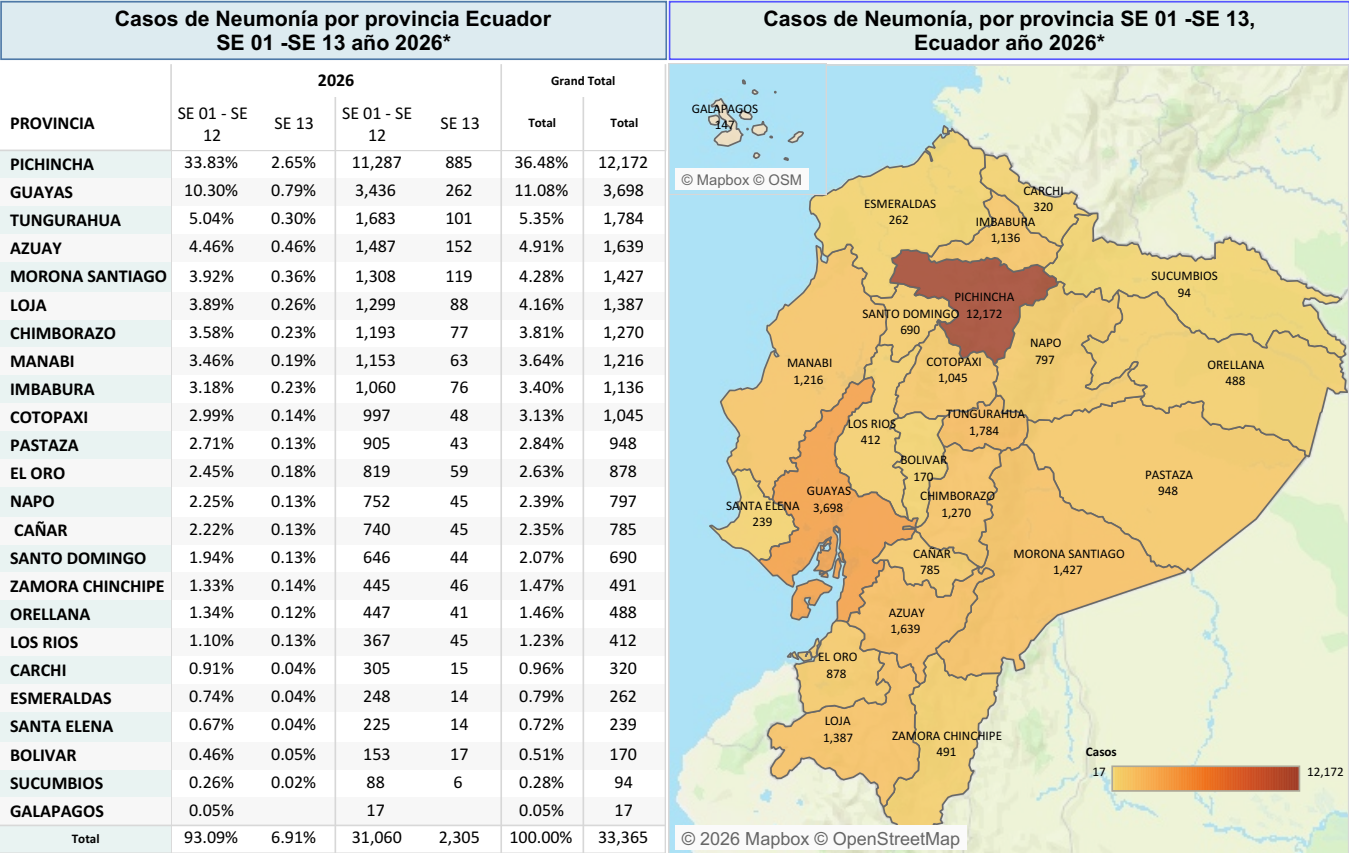 Casos de Neumonía por provincia Ecuador
SE 01 -SE 13 año 2026*
2026 Grand Total
PROVINCIA SE 01 - SE 12 SE 13 SE 01 - SE 12 SE 13 Total Total
PICHINCHA 33.83% 2.65% 11,287 885 36.48% 12,172
GUAYAS 10.30% 0.79% 3,436 262 11.08% 3,698
TUNGURAHUA 5.04% 0.30% 1,683 101 5.35% 1,784
AZUAY 4.46% 0.46% 1,487 152 4.91% 1,639
MORONA SANTIAGO 3.92% 0.36% 1,308 119 4.28% 1,427
LOJA 3.89% 0.26% 1,299 88 4.16% 1,387
CHIMBORAZO 3.58% 0.23% 1,193 77 3.81% 1,270
MANABI 3.46% 0.19% 1,153 63 3.64% 1,216
IMBABURA 3.18% 0.23% 1,060 76 3.40% 1,136
COTOPAXI 2.99% 0.14% 997 48 3.13% 1,045
PASTAZA 2.71% 0.13% 905 43 2.84% 948
EL ORO 2.45% 0.18% 819 59 2.63% 878
NAPO 2.25% 0.13% 752 45 2.39% 797
CAÑAR 2.22% 0.13% 740 45 2.35% 785
SANTO DOMINGO 1.94% 0.13% 646 44 2.07% 690
ZAMORA CHINCHIPE 1.33% 0.14% 445 46 1.47% 491
ORELLANA 1.34% 0.12% 447 41 1.46% 488
LOS RIOS 1.10% 0.13% 367 45 1.23% 412
CARCHI 0.91% 0.04% 305 15 0.96% 320
ESMERALDAS 0.74% 0.04% 248 14 0.79% 262
SANTA ELENA 0.67% 0.04% 225 14 0.72% 239
BOLIVAR 0.46% 0.05% 153 17 0.51% 170
SUCUMBIOS 0.26% 0.02% 88 6 0.28% 94
GALAPAGOS 0.05% 17 0.05% 17
Total 93.09% 6.91% 31,060 2,305 100.00% 33,365
Casos de Neumonía, por provincia SE 01 -SE 13,
Ecuador año 2026*
GALAPAGOS
© Mapbox © OSM
CARCHI
320
ESMERALDAS
262
IMBABURA
1,136
SUCUMBIOS
94
PICHINCHA
12,172
SANTO DOMINGO
690
NAPO
797
MANABI
1,216
COTOPAXI
1,045
ORELLANA
488
TUNGURAHUA
1,784
LOS RIOS
412
BOLIVAR
170
PASTAZA
948
GUAYAS
3,698
CHIMBORAZO
1,270
SANTA ELENA
239
CAÑAR
785
MORONA SANTIAGO
1,427
AZUAY
1,639
EL ORO
878
LOJA
1,387
ZAMORA CHINCHIPE
491
Casos
17 12,172
© 2026 Mapbox © OpenStreetMap